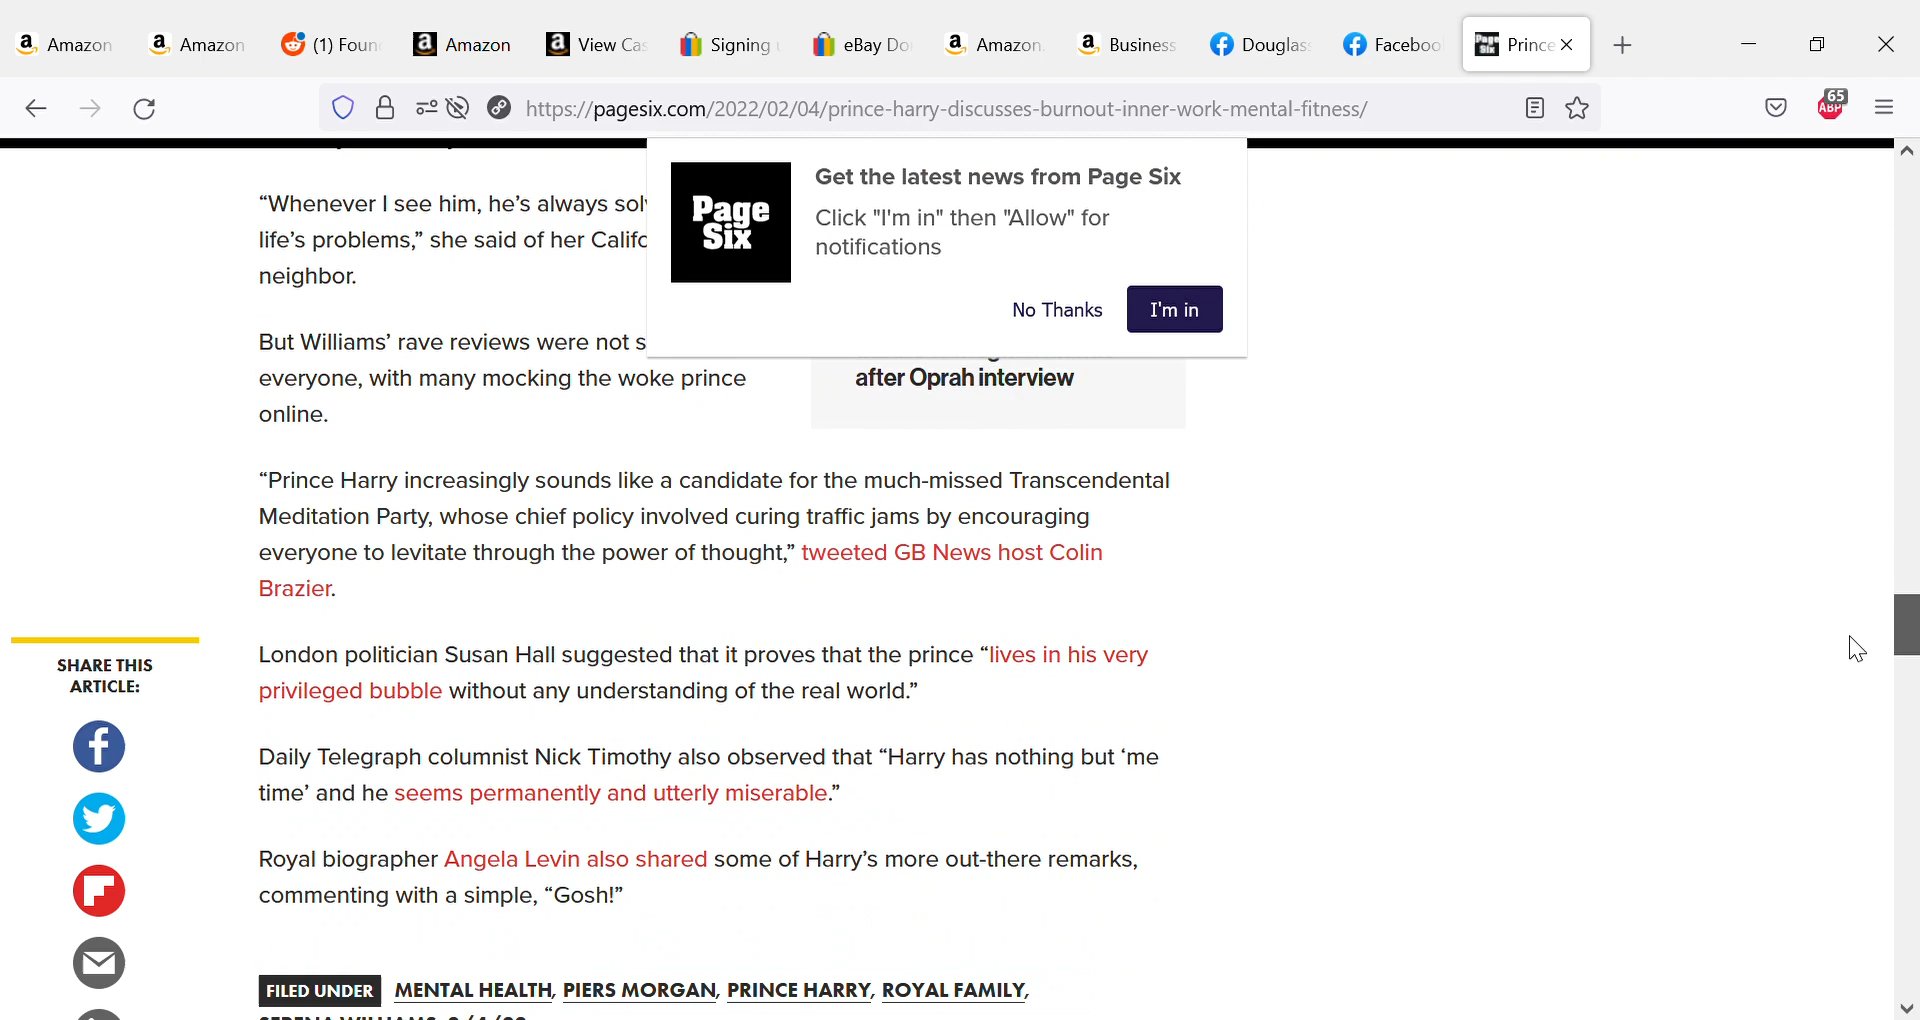 Amazon Amazon (1) Foun Amazon View Cas Signing eBay Do Amazon. Business Douglas Faceboo Prince
https://pagesix.com/2022/02/04/prince-harry-discusses-burnout-inner-work-mental-fitness/
65
ABP
Page
Six
Get the latest news from Page Six
Click "I'm in" then "Allow" for
notifications
No Thanks I'm in
“Whenever I see him, he’s always solv
life’s problems,” she said of her Califo
neighbor.
But Williams’ rave reviews were not s
everyone, with many mocking the woke prince
online.
after Oprah interview
“Prince Harry increasingly sounds like a candidate for the much-missed Transcendental
Meditation Party, whose chief policy involved curing traffic jams by encouraging
everyone to levitate through the power of thought,” tweeted GB News host Colin
Brazier.
London politician Susan Hall suggested that it proves that the prince “lives in his very
privileged bubble without any understanding of the real world.”
Daily Telegraph columnist Nick Timothy also observed that “Harry has nothing but ‘me
time’ and he seems permanently and utterly miserable.”
Royal biographer Angela Levin also shared some of Harry’s more out-there remarks,
commenting with a simple, “Gosh!”
SHARE THIS
ARTICLE:
FILED UNDER MENTAL HEALTH, PIERS MORGAN, PRINCE HARRY, ROYAL FAMILY,